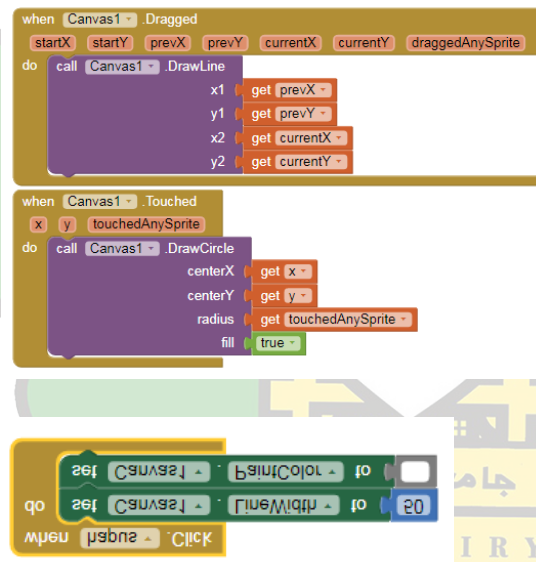 when Canvas1 .Dragged
startX startY prevX prevY currentX currentY draggedAnySprite
do call Canvas1 .DrawLine
x1 get prevX
y1 get prevY
x2 get currentX
y2 get currentY
when Canvas1 .Touched
x y touchedAnySprite
do call Canvas1 .DrawCircle
centerX get x
centerY get y
radius get touchedAnySprite
fill true
when hapus .Click
do set Canvas1 . LineWidth to 50
set Canvas1 . PaintColor to
I R Y